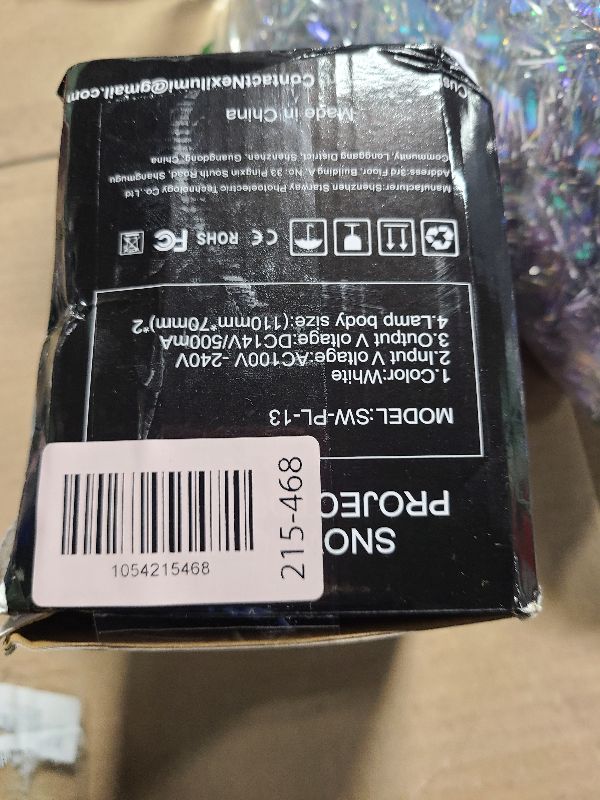 SNO
PROJEC
MODEL:SW-PL-13
1.Color:White
2.Input Voltage:AC100V-240V
3.Output Voltage:DC14V/500mA
4.Lamp body size:(110mm*70mm)*2
CE ROHS FC
Manufacturer:Shenzhen Starway Photoelectric Technology Co., Ltd
Address:3rd Floor, Building A, No. 33 Pingxin South Road, Shangmugu
Community, Longgang District, Shenzhen, Guangdong, China
Made in China
ContactNexillumi@gmail.com
1054215468
215-468